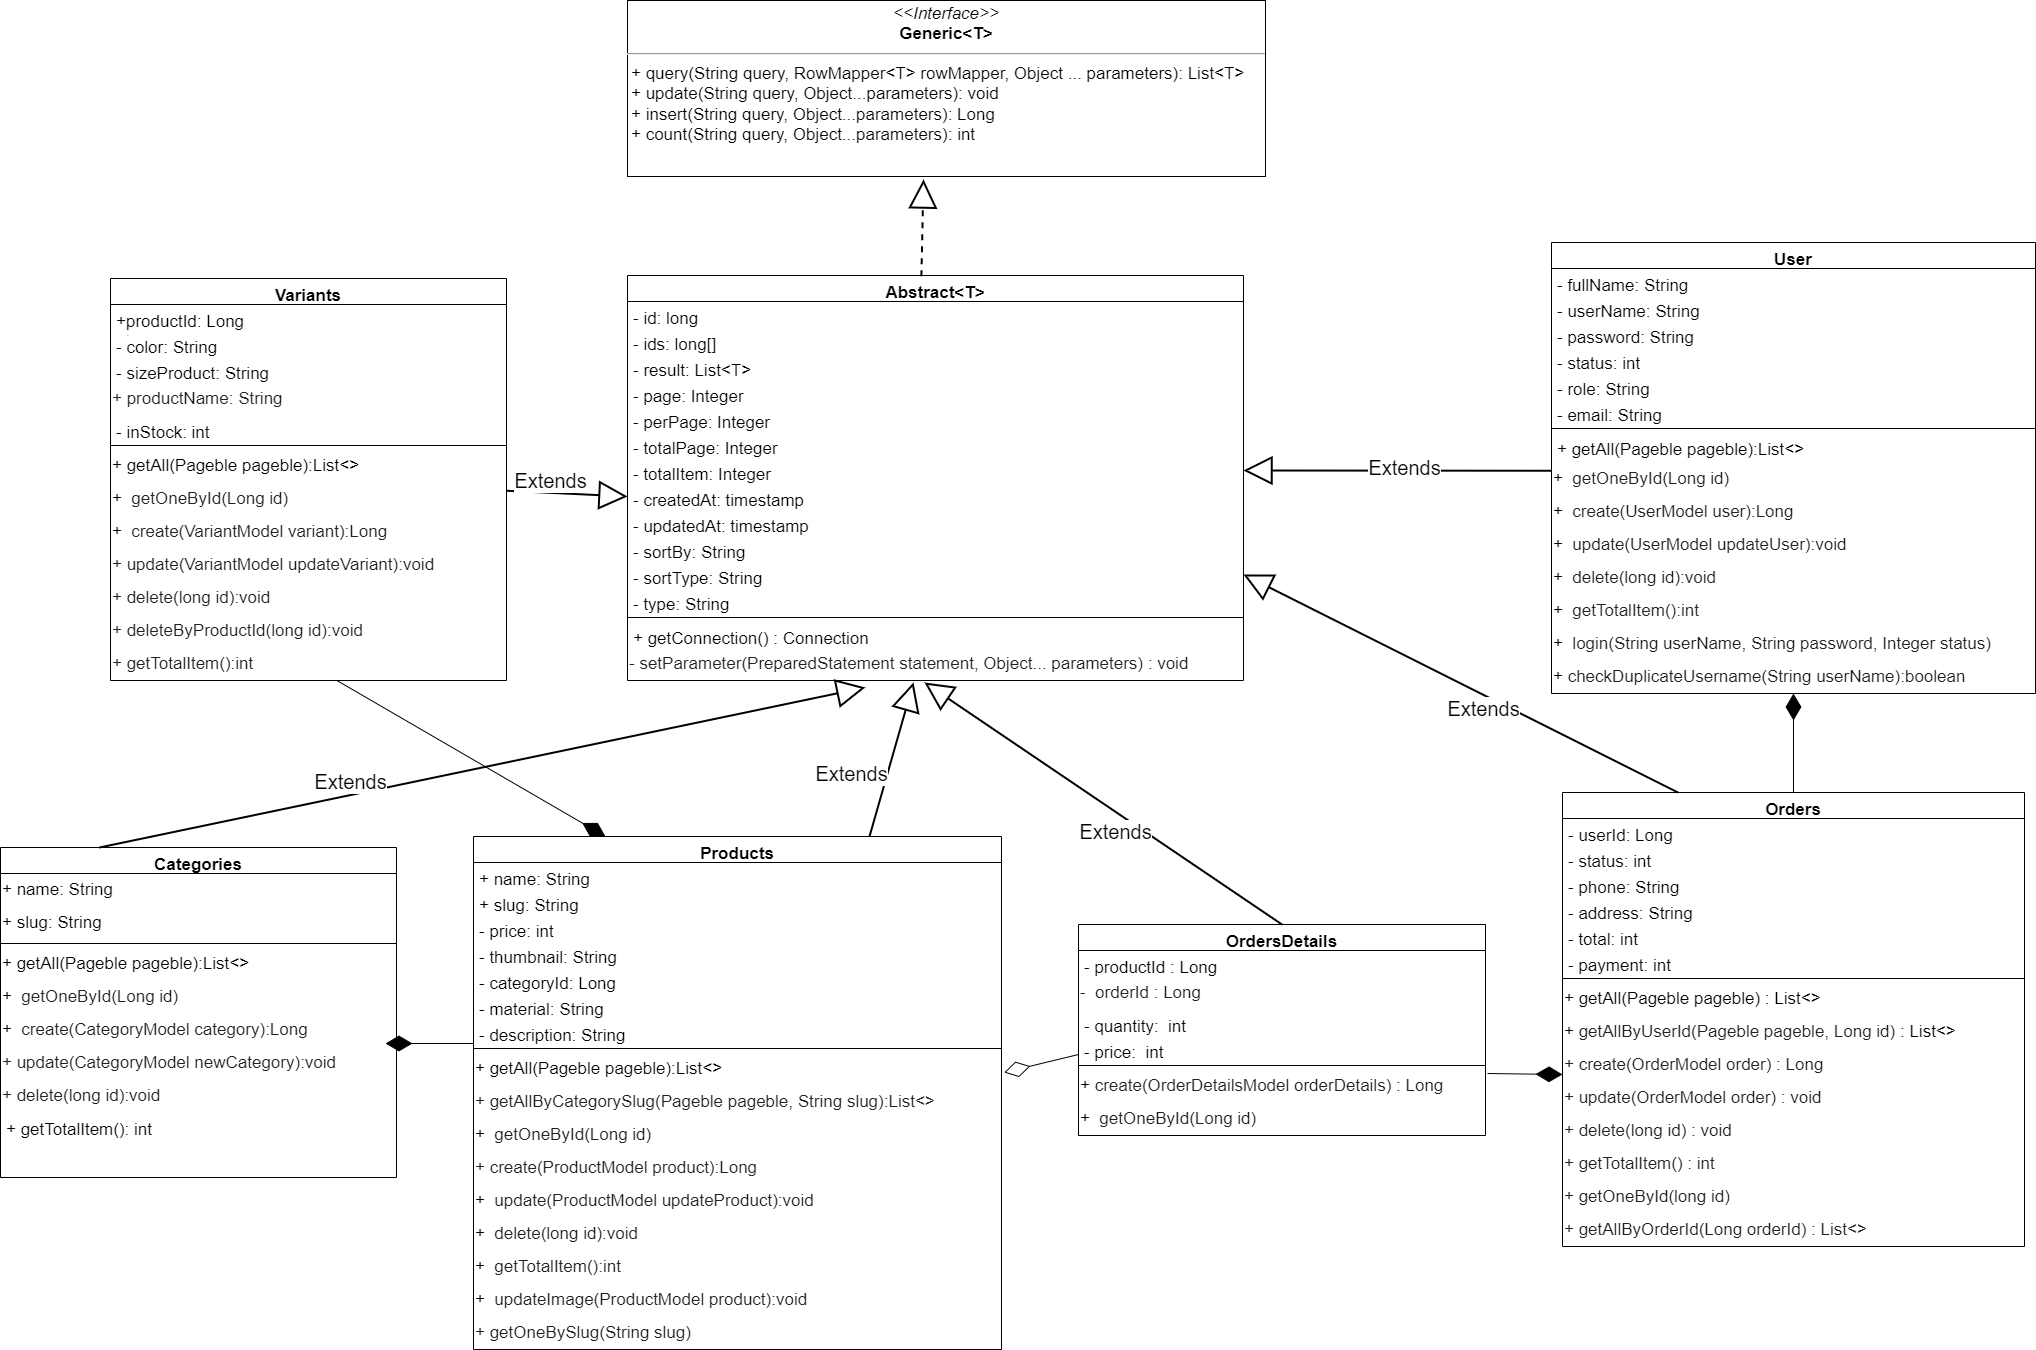 <<Interface>>
Generic<T>
+ query(String query, RowMapper<T> rowMapper, Object ... parameters): List<T>
+ update(String query, Object...parameters): void
+ insert(String query, Object...parameters): Long
+ count(String query, Object...parameters): int
Variants
+productId: Long
- color: String
- sizeProduct: String
+ productName: String
- inStock: int
+ getAll(Pageble pageble):List<>
+ getOneById(Long id)
+ create(VariantModel variant):Long
+ update(VariantModel updateVariant):void
+ delete(long id):void
+ deleteByProductId(long id):void
+ getTotalItem():int
Extends
Abstract<T>
- id: long
- ids: long[]
- result: List<T>
- page: Integer
- perPage: Integer
- totalPage: Integer
- totalItem: Integer
- createdAt: timestamp
- updatedAt: timestamp
- sortBy: String
- sortType: String
- type: String
+ getConnection() : Connection
- setParameter(PreparedStatement statement, Object... parameters) : void
Extends
User
- fullName: String
- userName: String
- password: String
- status: int
- role: String
- email: String
+ getAll(Pageble pageble):List<>
+ getOneById(Long id)
+ create(UserModel user):Long
+ update(UserModel updateUser):void
+ delete(long id):void
+ getTotalItem():int
+ login(String userName, String password, Integer status)
+ checkDuplicateUsername(String userName):boolean
Extends
Extends
Extends
Extends
Categories
+ name: String
+ slug: String
+ getAll(Pageble pageble):List<>
+ getOneById(Long id)
+ create(CategoryModel category):Long
+ update(CategoryModel newCategory):void
+ delete(long id):void
+ getTotalItem(): int
Products
+ name: String
+ slug: String
- price: int
- thumbnail: String
- categoryId: Long
- material: String
- description: String
+ getAll(Pageble pageble):List<>
+ getAllByCategorySlug(Pageble pageble, String slug):List<>
+ getOneById(Long id)
+ create(ProductModel product):Long
+ update(ProductModel updateProduct):void
+ delete(long id):void
+ getTotalItem():int
+ updateImage(ProductModel product):void
+ getOneBySlug(String slug)
OrdersDetails
- productId : Long
- orderId : Long
- quantity: int
- price: int
+ create(OrderDetailsModel orderDetails) : Long
+ getOneById(Long id)
Orders
- userId: Long
- status: int
- phone: String
- address: String
- total: int
- payment: int
+ getAll(Pageble pageble) : List<>
+ getAllByUserId(Pageble pageble, Long id) : List<>
+ create(OrderModel order) : Long
+ update(OrderModel order) : void
+ delete(long id) : void
+ getTotalItem() : int
+ getOneById(long id)
+ getAllByOrderId(Long orderId) : List<>